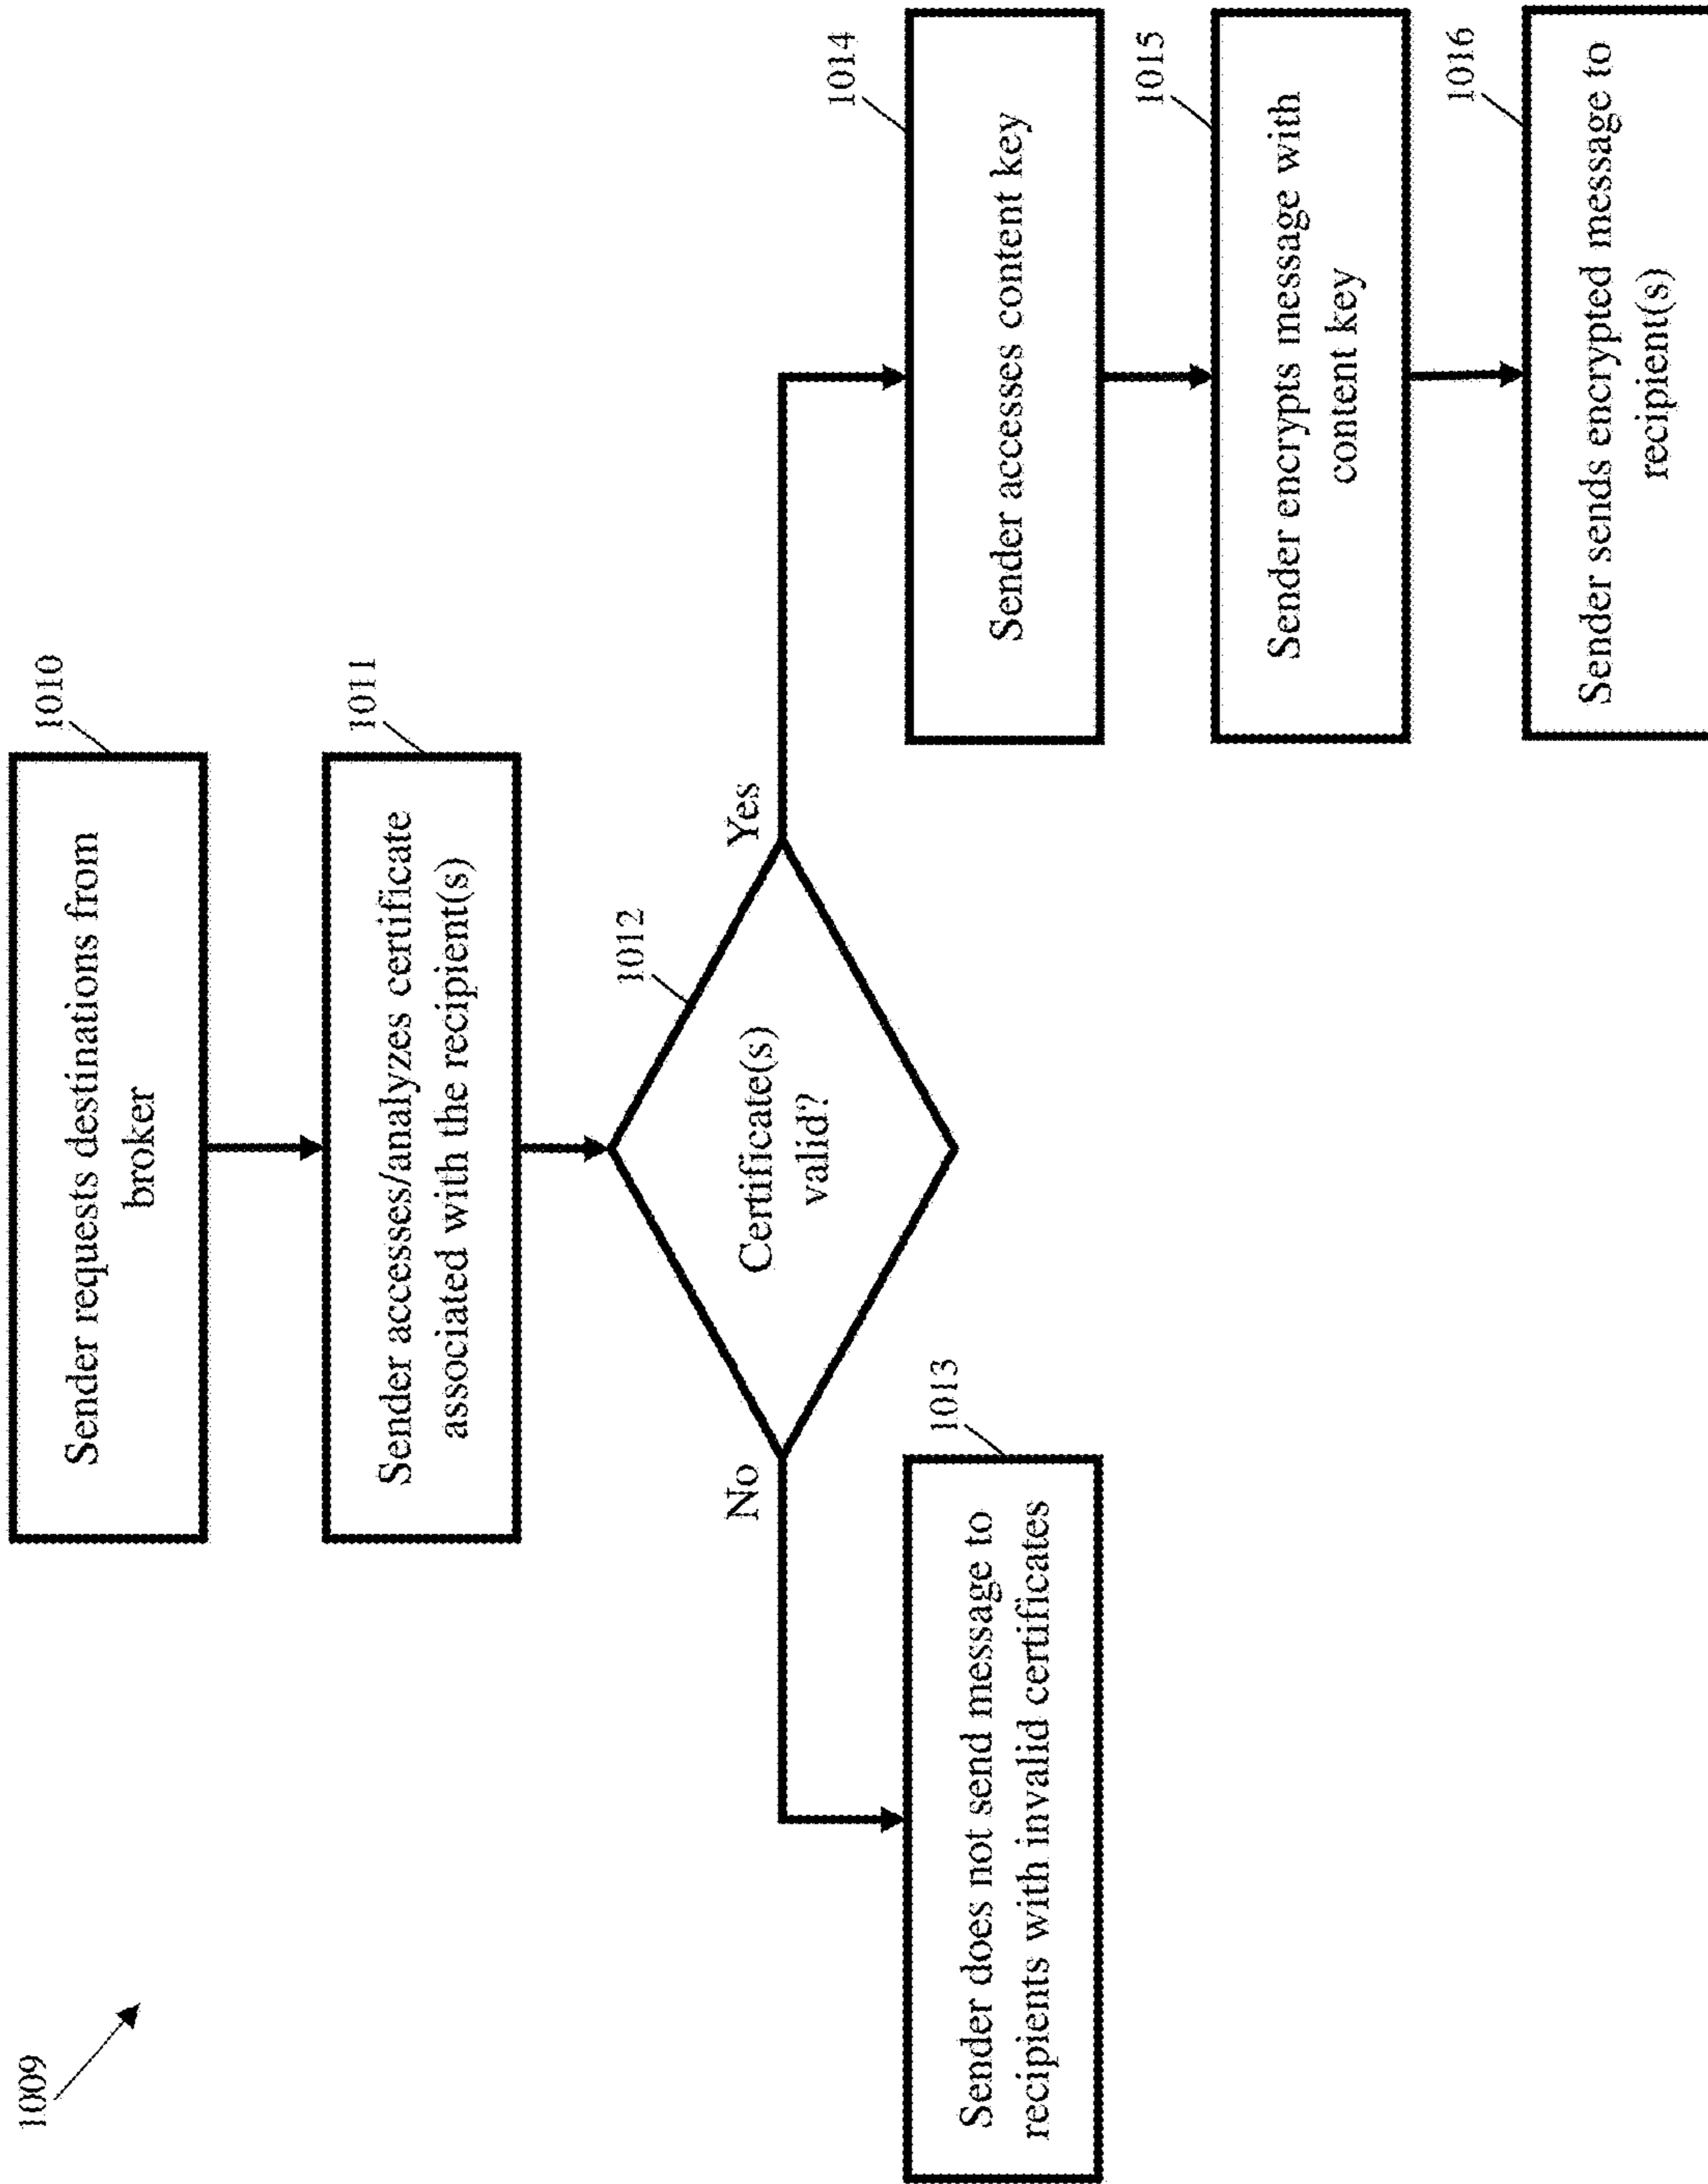 1009
1010
Sender requests destinations from
broker
1011
Sender accesses/analyzes certificate
associated with the recipient(s)
1012
Certificate(s)
valid?
No
Yes
1013
Sender does not send message to
recipients with invalid certificates
1014
Sender accesses content key
1015
Sender encrypts message with
content key
1016
Sender sends encrypted message to
recipient(s)